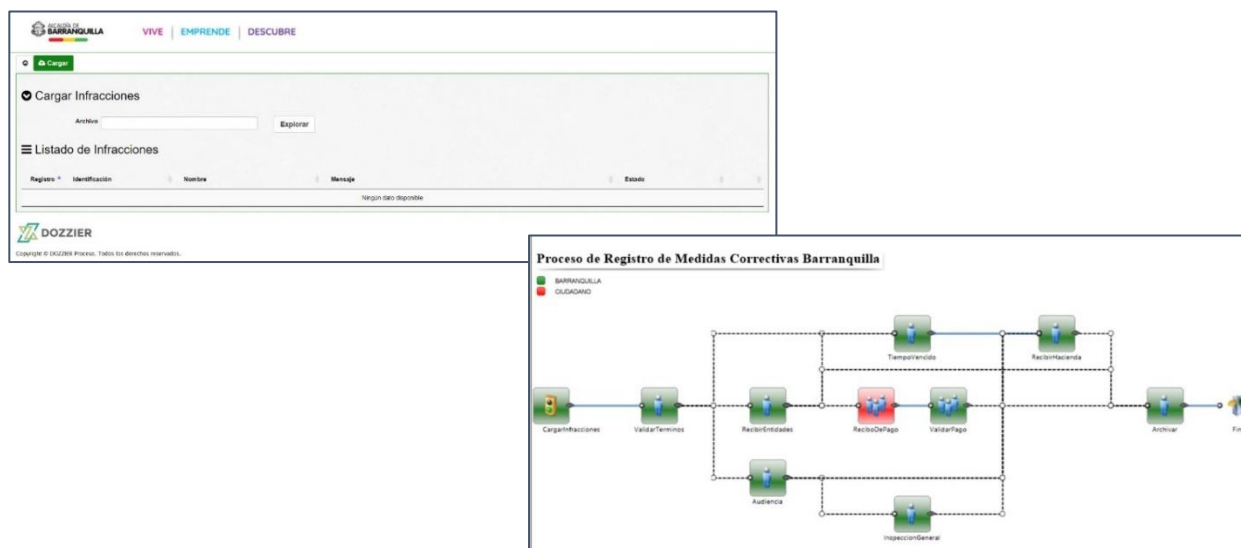 ALCALDÍA DE
BARRANQUILLA
VIVE | EMPRENDE | DESCUBRE
Cargar
Cargar Infracciones
Archivo
Explorar
Listado de Infracciones
Registro Identificación Nombre Mensaje Estado
Ningún dato disponible
DOZZIER
Copyright © DOZZIER Process. Todos los derechos reservados.
Proceso de Registro de Medidas Correctivas Barranquilla
BARRANQUILLA
CIUDADANO
TiempoVencido
RecibirHacienda
CargarInfracciones
ValidarTerminos
RecibirEntidades
ReciboDePago
ValidarPago
Archivar
Fin
Audiencia
InspeccionGeneral